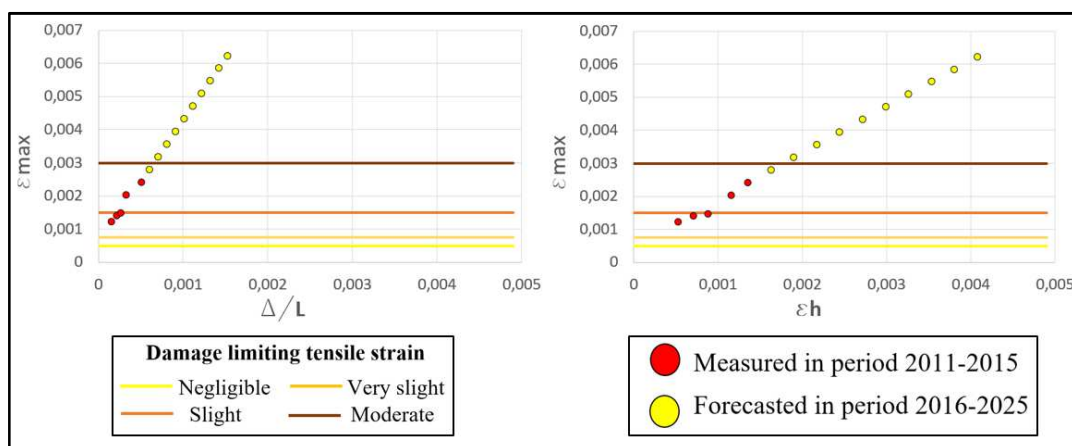 0,007
0,006
0,005
0,004
0,003
0,002
0,001
0
εmax
0 0,001 0,002 0,003 0,004 0,005
Δ/L
0,007
0,006
0,005
0,004
0,003
0,002
0,001
0
εmax
0 0,001 0,002 0,003 0,004 0,005
εh
Damage limiting tensile strain
Negligible Very slight
Slight Moderate
Measured in period 2011-2015
Forecasted in period 2016-2025